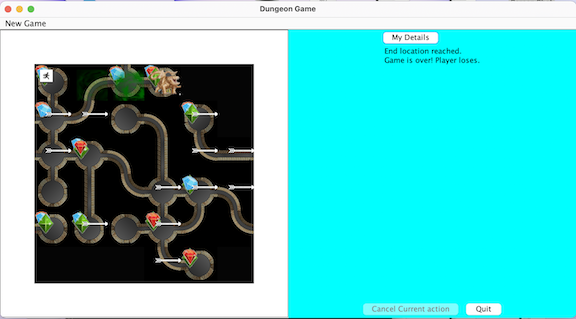 Dungeon Game
New Game
My Details
End location reached.
Game is over! Player loses.
Cancel Current action
Quit